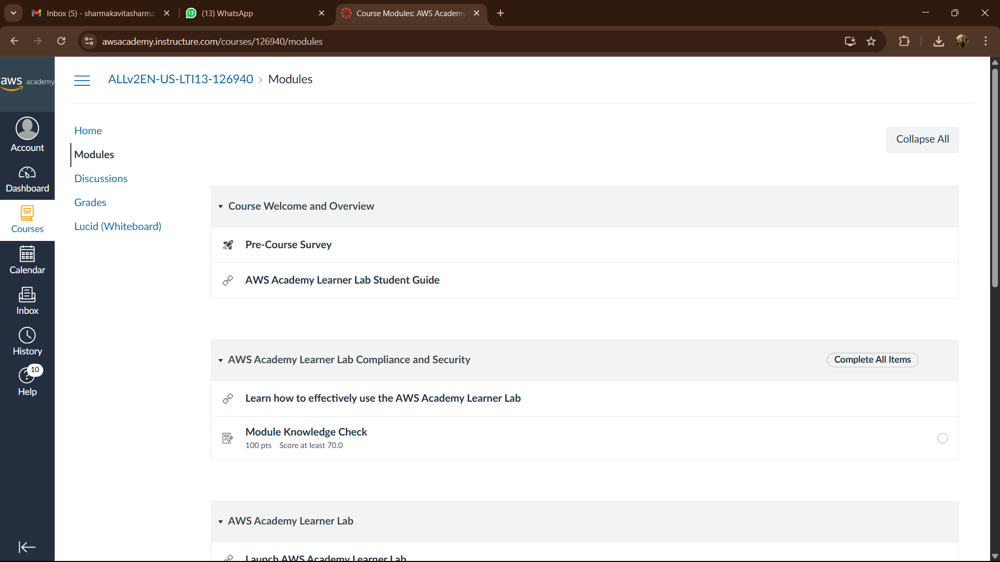 Inbox (5) - sharmakavitasharma
(13) WhatsApp
Course Modules: AWS Academy
awsacademy.instructure.com/courses/126940/modules
aws academy
ALLv2EN-US-LTI13-126940 › Modules
Account
Dashboard
Courses
Calendar
Inbox
History
10
Help
Home
Modules
Discussions
Grades
Lucid (Whiteboard)
Collapse All
Course Welcome and Overview
Pre-Course Survey
AWS Academy Learner Lab Student Guide
AWS Academy Learner Lab Compliance and Security
Complete All Items
Learn how to effectively use the AWS Academy Learner Lab
Module Knowledge Check
100 pts Score at least 70.0
AWS Academy Learner Lab
Launch AWS Academy Learner Lab